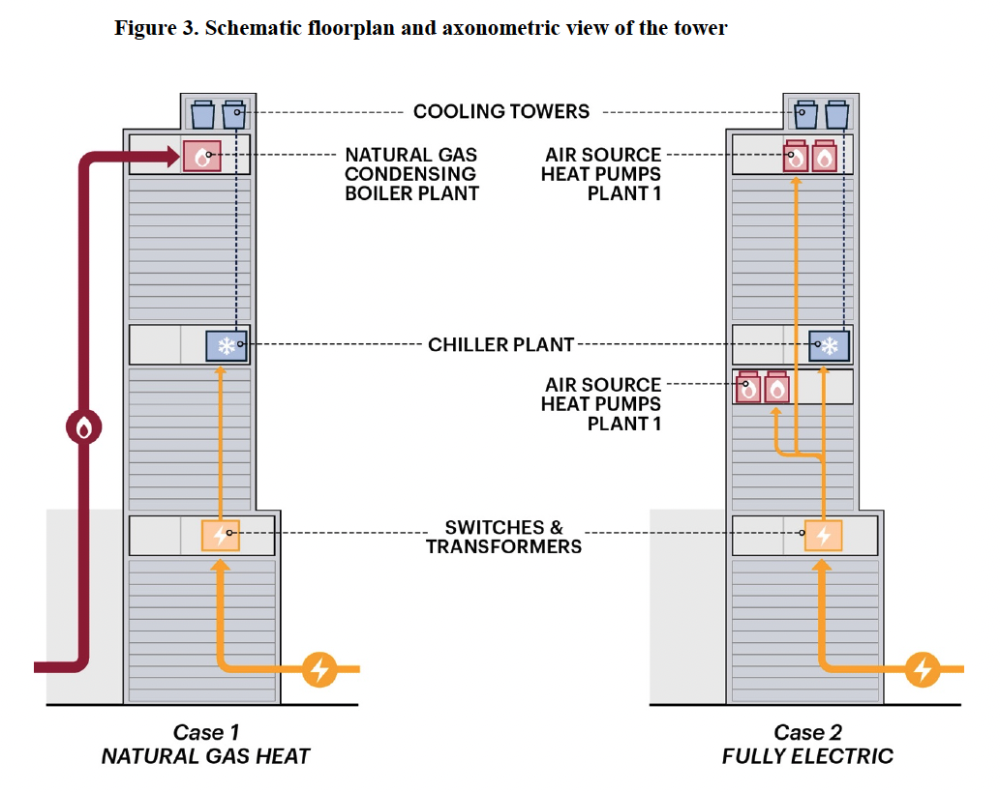 Figure 3. Schematic floorplan and axonometric view of the tower
COOLING TOWERS
NATURAL GAS
CONDENSING
BOILER PLANT
AIR SOURCE
HEAT PUMPS
PLANT 1
CHILLER PLANT
AIR SOURCE
HEAT PUMPS
PLANT 1
SWITCHES &
TRANSFORMERS
Case 1
NATURAL GAS HEAT
Case 2
FULLY ELECTRIC